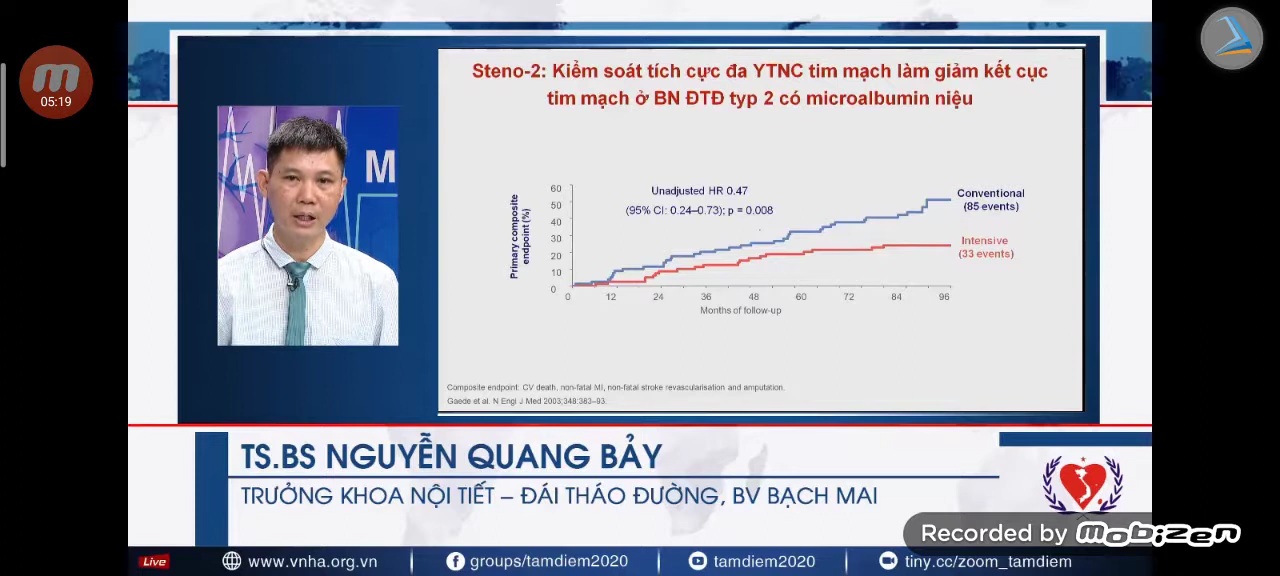 05:19
Steno-2: Kiểm soát tích cực đa YTNC tim mạch làm giảm kết cục
tim mạch ở BN ĐTĐ typ 2 có microalbumin niệu
M
Unadjusted HR 0.47
(95% CI: 0.24–0.73); p = 0.008
Primary composite
endpoint (%)
60
50
40
30
20
10
0
Conventional
(85 events)
Intensive
(33 events)
0 12 24 36 48 60 72 84 96
Months of follow-up
Composite endpoint: CV death, non-fatal MI, non-fatal stroke revascularisation and amputation.
Gaede et al. N Engl J Med 2003;348:383–93.
TS.BS NGUYỄN QUANG BẢY
TRƯỞNG KHOA NỘI TIẾT – ĐÁI THÁO ĐƯỜNG, BV BẠCH MAI
Recorded by mobizen
Live
www.vnha.org.vn
groups/tamdiem2020
tamdiem2020
tiny.cc/zoom_tamdiem